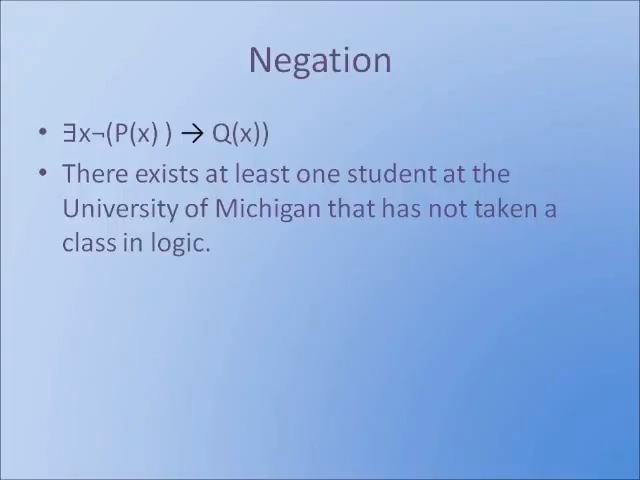 Negation
• ∃x¬(P(x) ) → Q(x))
• There exists at least one student at the
University of Michigan that has not taken a
class in logic.